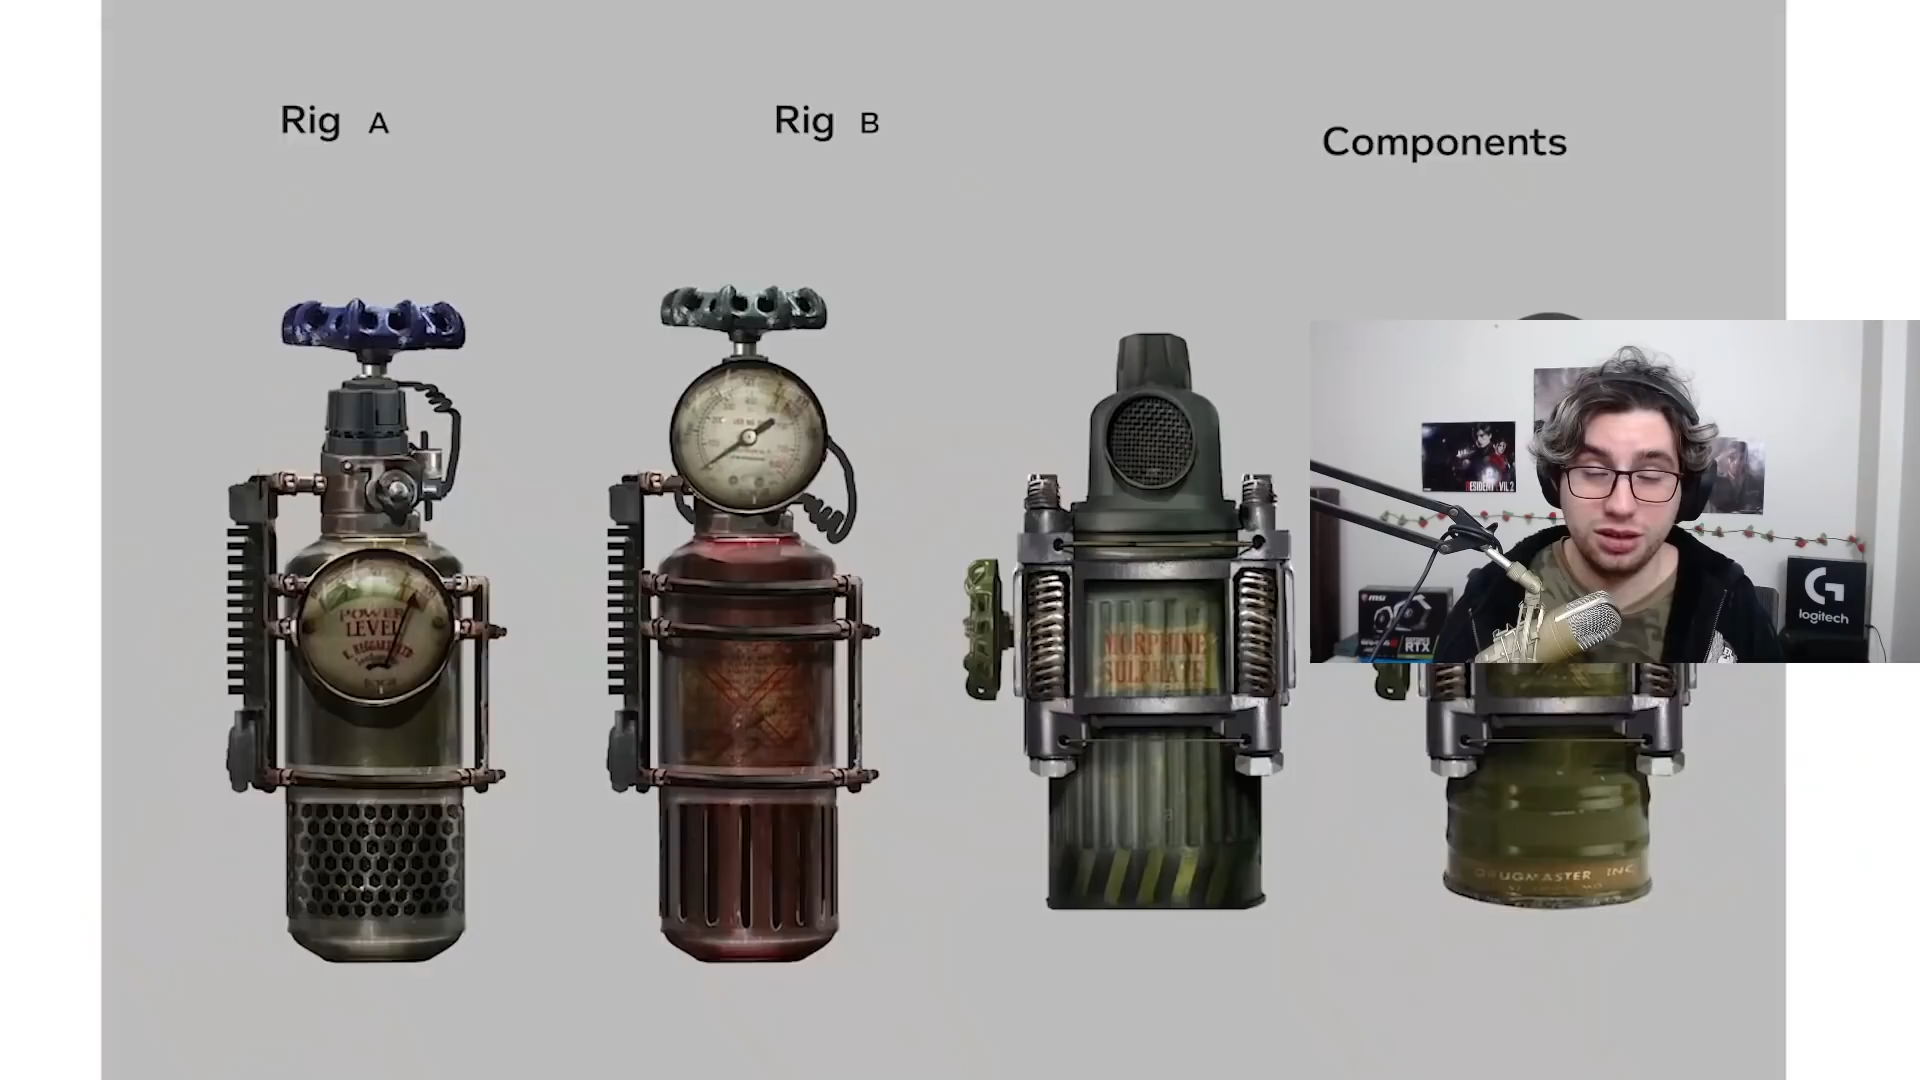 Rig A
Rig B
Components
POWER
LEVEL
MORPHINE
SULPHATE
RESIDENT EVIL 2
msi
RTX
logitech
DRUGMASTER INC